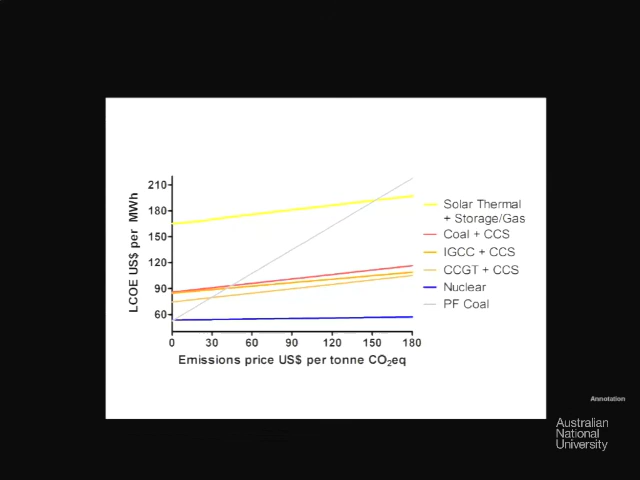 LCOE US$ per MWh
210
180
150
120
90
60
0 30 60 90 120 150 180
Emissions price US$ per tonne CO₂eq
Solar Thermal
+ Storage/Gas
Coal + CCS
IGCC + CCS
CCGT + CCS
Nuclear
PF Coal
Annotation
Australian
National
University